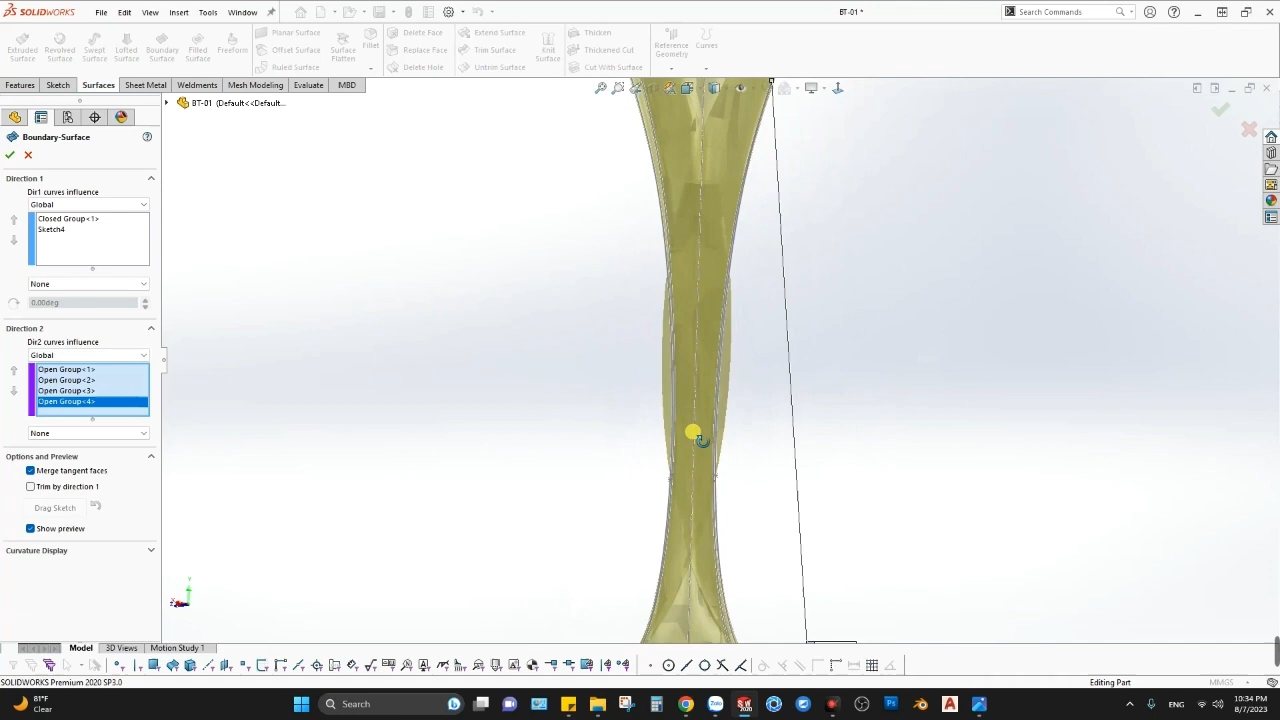 SOLIDWORKS File Edit View Insert Tools Window BT-01 * Search Commands
Extruded Surface Revolved Surface Swept Surface Lofted Surface Boundary Surface Filled Surface Freeform Planar Surface Offset Surface Ruled Surface Surface Flatten Fillet Delete Face Replace Face Delete Hole Extend Surface Trim Surface Untrim Surface Knit Surface Thicken Thickened Cut Cut With Surface Reference Geometry Curves
Features Sketch Surfaces Sheet Metal Weldments Mesh Modeling Evaluate MBD
BT-01 (Default<<Default...
Boundary-Surface
Direction 1
Dir1 curves influence
Global
Closed Group<1>
Sketch4
None
0.00deg
Direction 2
Dir2 curves influence
Global
Open Group<1>
Open Group<2>
Open Group<3>
Open Group<4>
None
Options and Preview
Merge tangent faces
Trim by direction 1
Drag Sketch
Show preview
Curvature Display
Y
Model 3D Views Motion Study 1
SOLIDWORKS Premium 2020 SP3.0 Editing Part MMGS
81°F
Clear
Search
Zalo
Ps
A
ENG
10:34 PM
8/7/2023